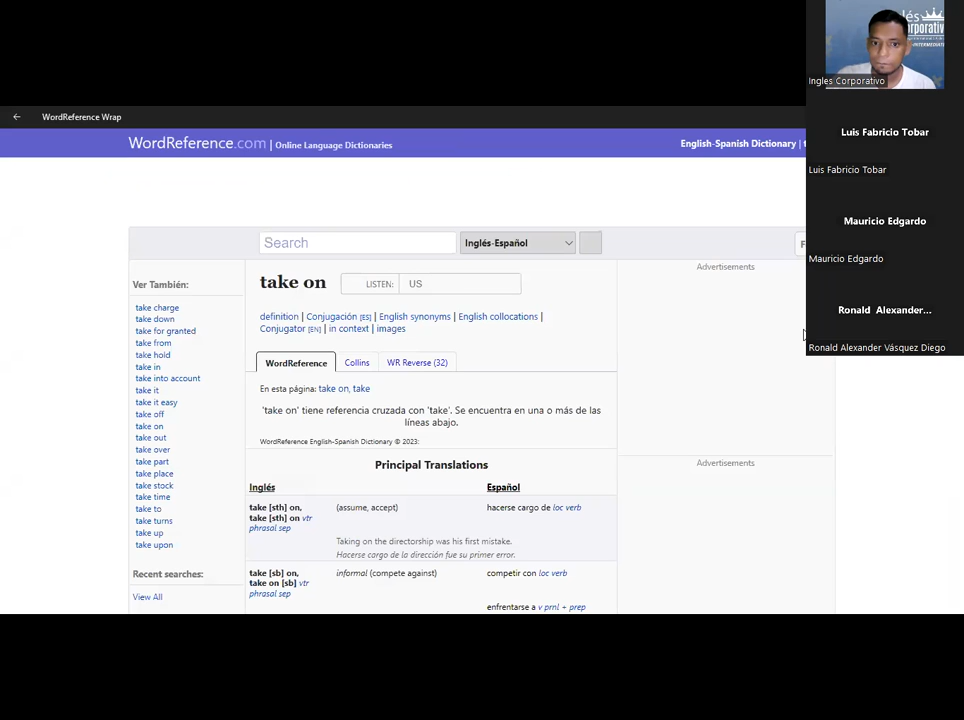 WordReference Wrap
WordReference.com | Online Language Dictionaries
English-Spanish Dictionary |
Search
Inglés-Español
Ver También:
take charge
take down
take for granted
take from
take hold
take in
take into account
take it
take it easy
take off
take on
take out
take over
take part
take place
take stock
take time
take to
take turns
take up
take upon
Recent searches:
View All
take on
LISTEN:
US
definition | Conjugación [ES] | English synonyms | English collocations |
Conjugator [EN] | in context | images
WordReference
Collins
WR Reverse (32)
En esta página: take on, take
'take on' tiene referencia cruzada con 'take'. Se encuentra en una o más de las
líneas abajo.
WordReference English-Spanish Dictionary © 2023:
Principal Translations
Inglés
Español
take [sth] on,
take [sth] on vtr
phrasal sep
(assume, accept)
hacerse cargo de loc verb
Taking on the directorship was his first mistake.
Hacerse cargo de la dirección fue su primer error.
take [sb] on,
take on [sb] vtr
phrasal sep
informal (compete against)
competir con loc verb
enfrentarse a v prnl + prep
Advertisements
Advertisements
Ingles Corporativo
Luis Fabricio Tobar
Luis Fabricio Tobar
Mauricio Edgardo
Mauricio Edgardo
Ronald Alexander...
Ronald Alexander Vásquez Diego